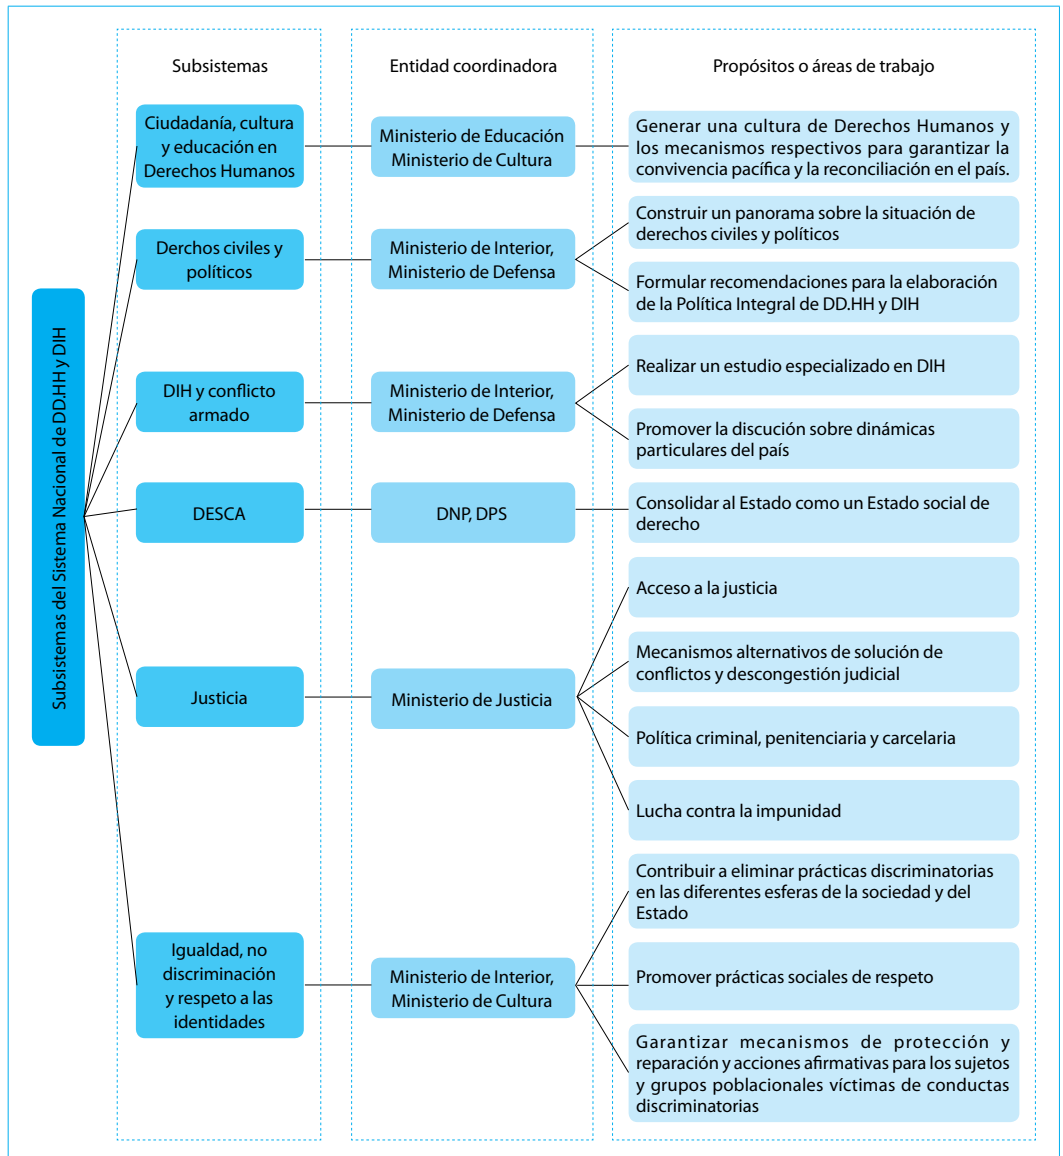 Subsistemas
Entidad coordinadora
Propósitos o áreas de trabajo
Subsistemas del Sistema Nacional de DD.HH y DIH
Ciudadanía, cultura
y educación en
Derechos Humanos
Ministerio de Educación
Ministerio de Cultura
Generar una cultura de Derechos Humanos y
los mecanismos respectivos para garantizar la
convivencia pacífica y la reconciliación en el país.
Derchos civiles y
políticos
Ministerio de Interior,
Ministerio de Defensa
Construir un panorama sobre la situación de
derechos civiles y políticos
Formular recomendaciones para la elaboración
de la Política Integral de DD.HH y DIH
DIH y conflicto
armado
Ministerio de Interior,
Ministerio de Defensa
Realizar un estudio especializado en DIH
Promover la discución sobre dinámicas
particulares del país
DESCA
DNP, DPS
Consolidar al Estado como un Estado social de
derecho
Justicia
Ministerio de Justicia
Acceso a la justicia
Mecanismos alternativos de solución de
conflictos y descongestión judicial
Política criminal, penitenciaria y carcelaria
Lucha contra la impunidad
Igualdad, no
discriminación
y respeto a las
identidades
Ministerio de Interior,
Ministerio de Cultura
Contribuir a eliminar prácticas discriminatorias
en las diferentes esferas de la sociedad y del
Estado
Promover prácticas sociales de respeto
Garantizar mecanismos de protección y
reparación y acciones afirmativas para los sujetos
y grupos poblacionales víctimas de conductas
discriminatorias